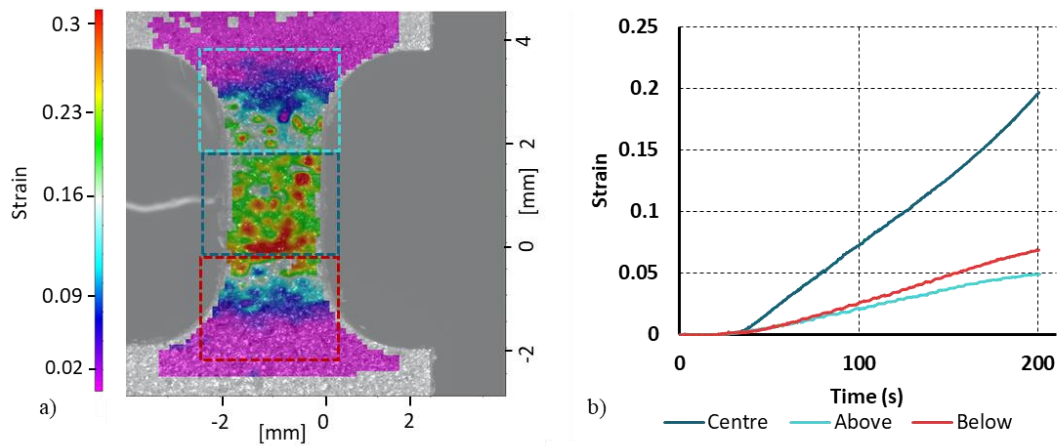 0.3
0.23
0.16
0.09
0.02
Strain
4
2
0
-2
[mm]
-2 0 2
[mm]
a)
0.25
0.2
0.15
0.1
0.05
0
Strain
0 100 200
Time (s)
Centre Above Below
b)